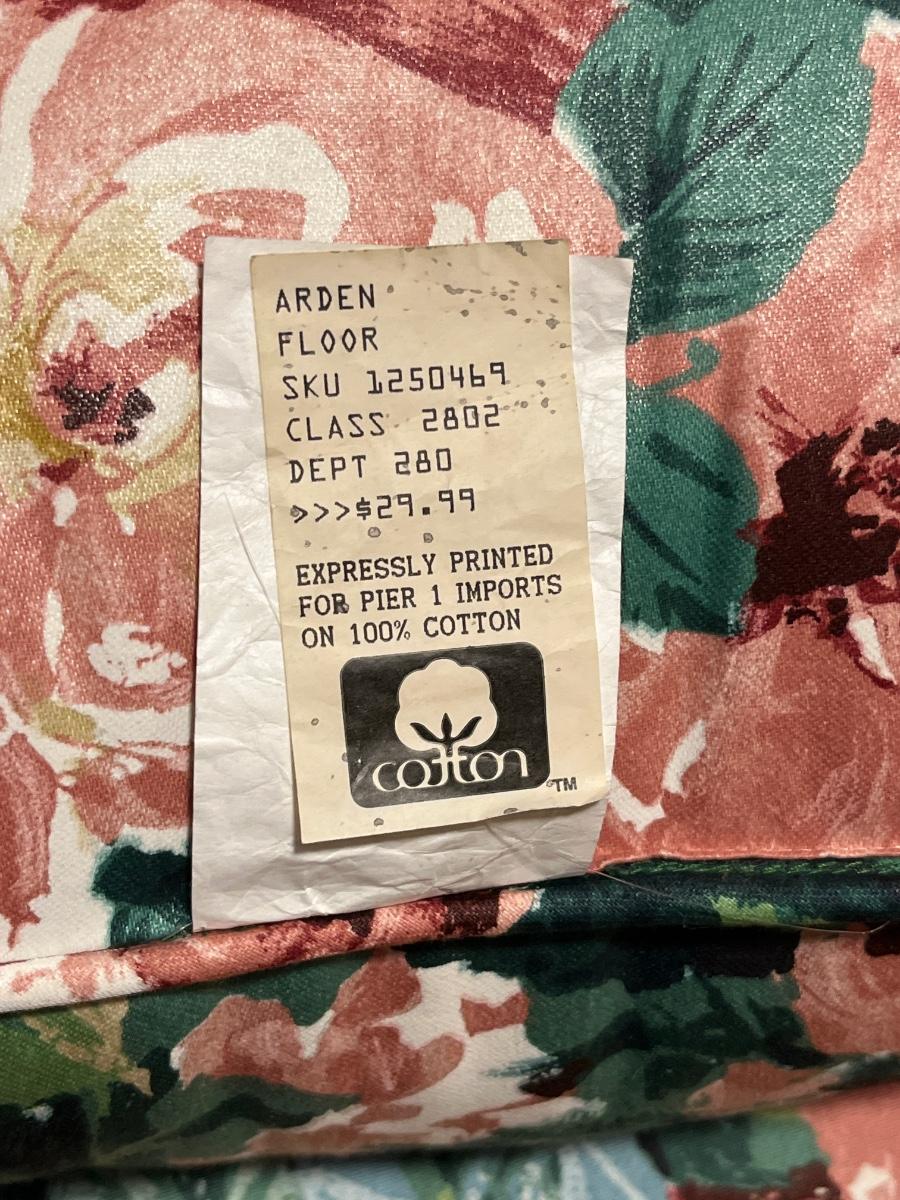 ARDEN
FLOOR
SKU 1250469
CLASS 2802
DEPT 280
>>>$29.99
EXPRESSLY PRINTED
FOR PIER 1 IMPORTS
ON 100% COTTON
cotton
TM